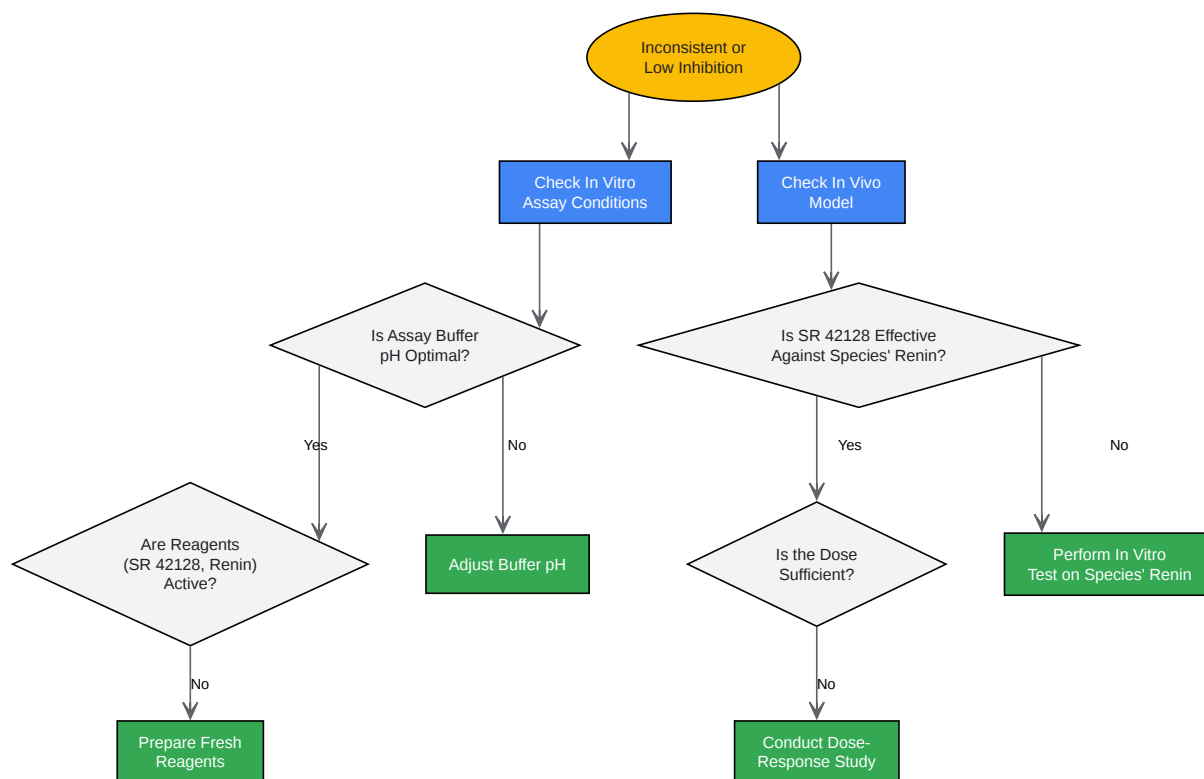 Inconsistent or
Low Inhibition
Check In Vitro
Assay Conditions
Check In Vivo
Model
Is Assay Buffer
pH Optimal?
Is SR 42128 Effective
Against Species' Renin?
Yes
No
Yes
No
Are Reagents
(SR 42128, Renin)
Active?
Adjust Buffer pH
Is the Dose
Sufficient?
Perform In Vitro
Test on Species' Renin
No
No
Prepare Fresh
Reagents
Conduct Dose-
Response Study